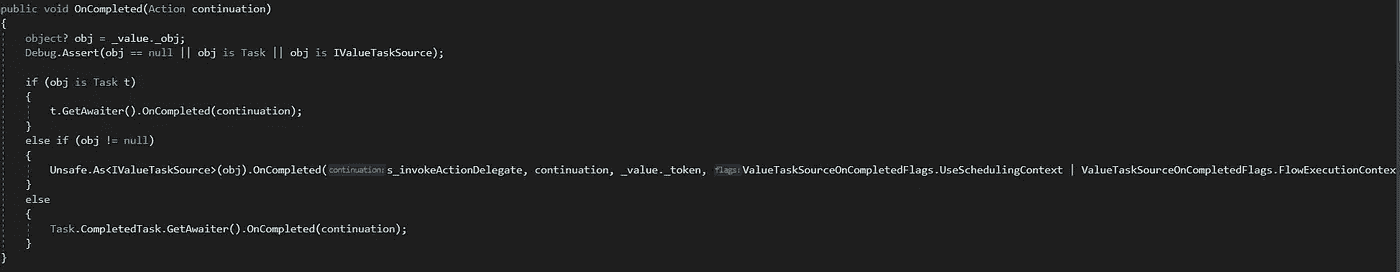 public void OnCompleted(Action continuation)
{
object? obj = _value._obj;
Debug.Assert(obj == null || obj is Task || obj is IValueTaskSource);
if (obj is Task t)
{
t.GetAwaiter().OnCompleted(continuation);
}
else if (obj != null)
{
Unsafe.As<IValueTaskSource>(obj).OnCompleted(continuation: s_invokeActionDelegate, continuation, _value._token, flags: ValueTaskSourceOnCompletedFlags.UseSchedulingContext | ValueTaskSourceOnCompletedFlags.FlowExecutionContex
}
else
{
Task.CompletedTask.GetAwaiter().OnCompleted(continuation);
}
}